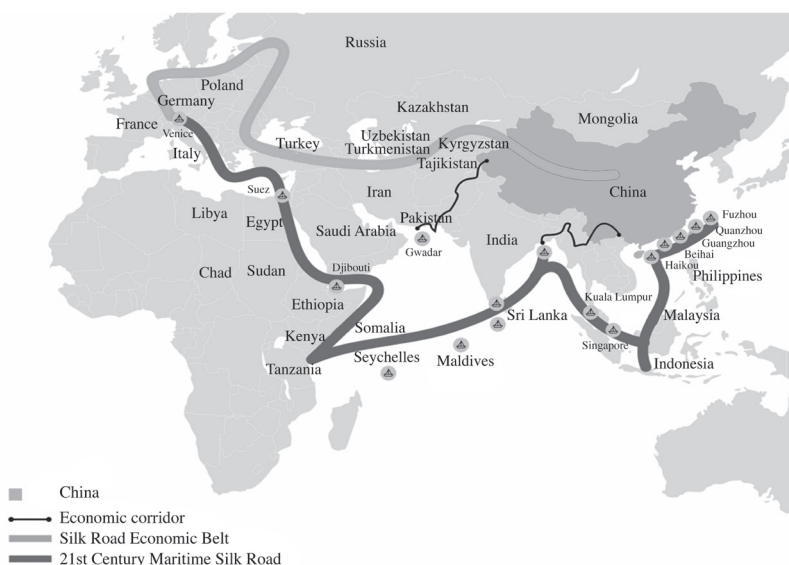 Russia
Poland
Germany
Kazakhstan
Mongolia
France
Venice
Uzbekistan
Turkey
Kyrgyzstan
Turkmenistan
Italy
Tajikistan
Suez
Iran
China
Libya
Egypt
Pakistan
Fuzhou
Saudi Arabia
India
Quanzhou
Gwadar
Guangzhou
Beihai
Chad
Sudan
Djibouti
Haikou
Philippines
Ethiopia
Kuala Lumpur
Sri Lanka
Malaysia
Kenya
Somalia
Singapore
Seychelles
Maldives
Tanzania
Indonesia
China
Economic corridor
Silk Road Economic Belt
21st Century Maritime Silk Road